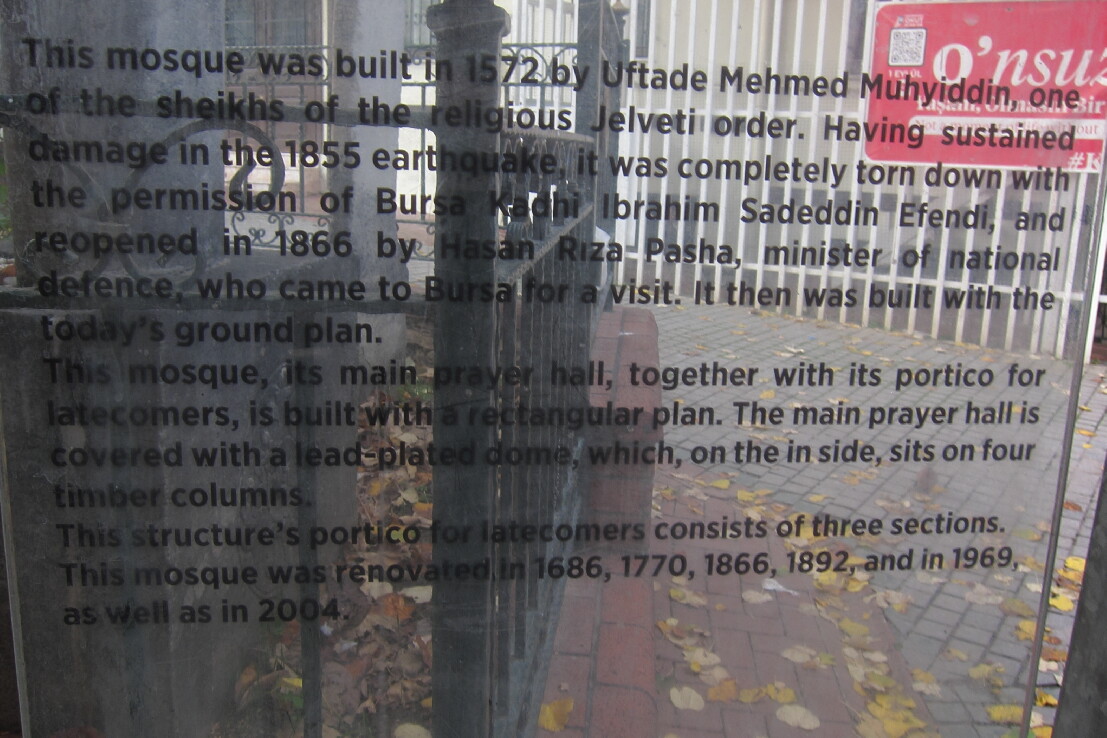 This mosque was built in 1572 by Uftade Mehmed Muhyiddin, one
of the sheikhs of the religious Jelveti order. Having sustained
damage in the 1855 earthquake, it was completely torn down with
the permission of Bursa Kadhi Ibrahim Sadeddin Efendi, and
reopened in 1866 by Hasan Rıza Pasha, minister of national
defence, who came to Bursa for a visit. It then was built with the
today's ground plan.
This mosque, its main prayer hall, together with its portico for
latecomers, is built with a rectangular plan. The main prayer hall is
covered with a lead-plated dome, which, on the in side, sits on four
timber columns.
This structure's portico for latecomers consists of three sections.
This mosque was renovated in 1686, 1770, 1866, 1892, and in 1969,
as well as in 2004.
o'nsuz